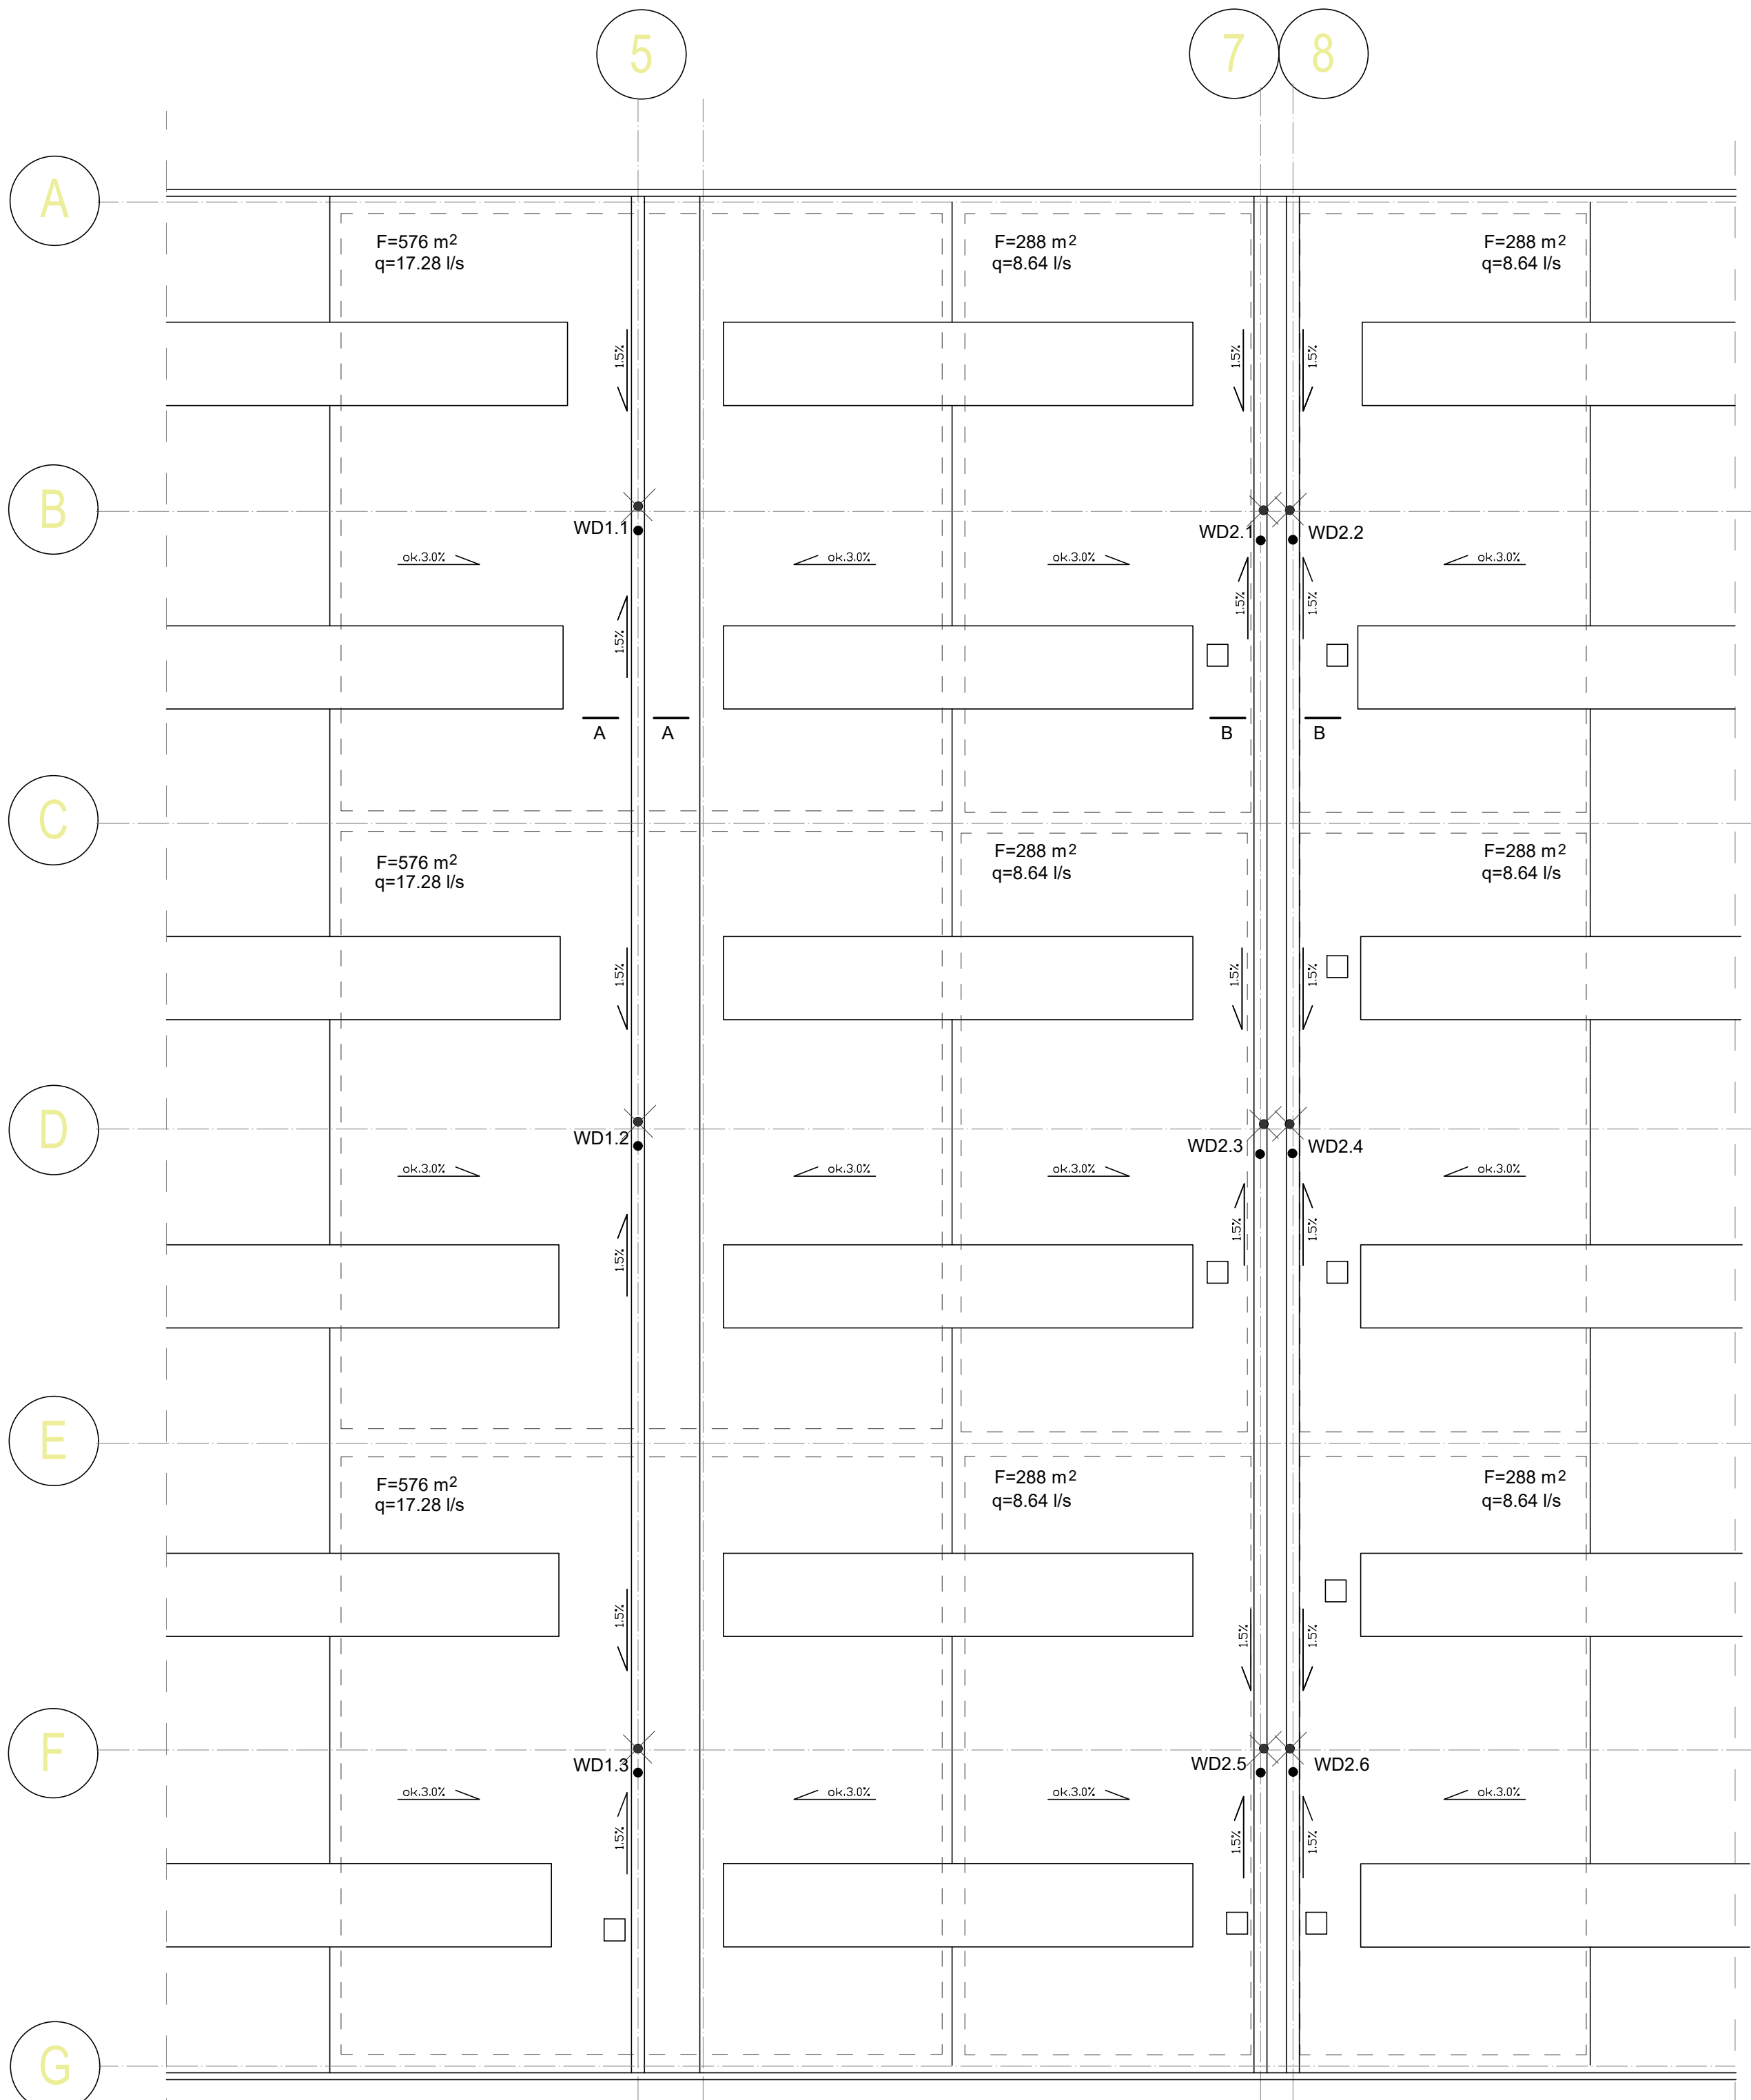 5
7
8
A
F=576 m²
q=17.28 l/s
F=288 m²
q=8.64 l/s
F=288 m²
q=8.64 l/s
1.5%
1.5%
1.5%
B
WD1.1
WD2.1
WD2.2
ok.3.0%
ok.3.0%
ok.3.0%
ok.3.0%
1.5%
1.5%
1.5%
A
A
B
B
C
F=576 m²
q=17.28 l/s
F=288 m²
q=8.64 l/s
F=288 m²
q=8.64 l/s
1.5%
1.5%
1.5%
D
WD1.2
WD2.3
WD2.4
ok.3.0%
ok.3.0%
ok.3.0%
ok.3.0%
1.5%
1.5%
1.5%
E
F=576 m²
q=17.28 l/s
F=288 m²
q=8.64 l/s
F=288 m²
q=8.64 l/s
1.5%
1.5%
1.5%
F
WD1.3
WD2.5
WD2.6
ok.3.0%
ok.3.0%
ok.3.0%
ok.3.0%
1.5%
1.5%
1.5%
G